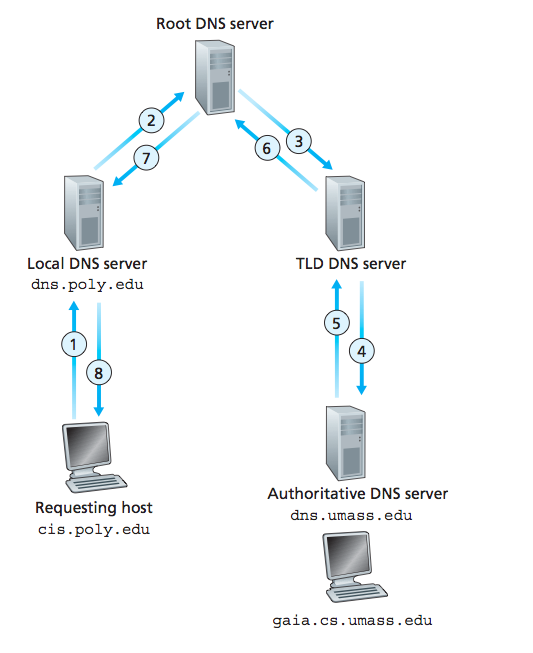 Root DNS server
2
3
6
7
Local DNS server
dns.poly.edu
TLD DNS server
1
8
5
4
Requesting host
cis.poly.edu
Authoritative DNS server
dns.umass.edu
gaia.cs.umass.edu